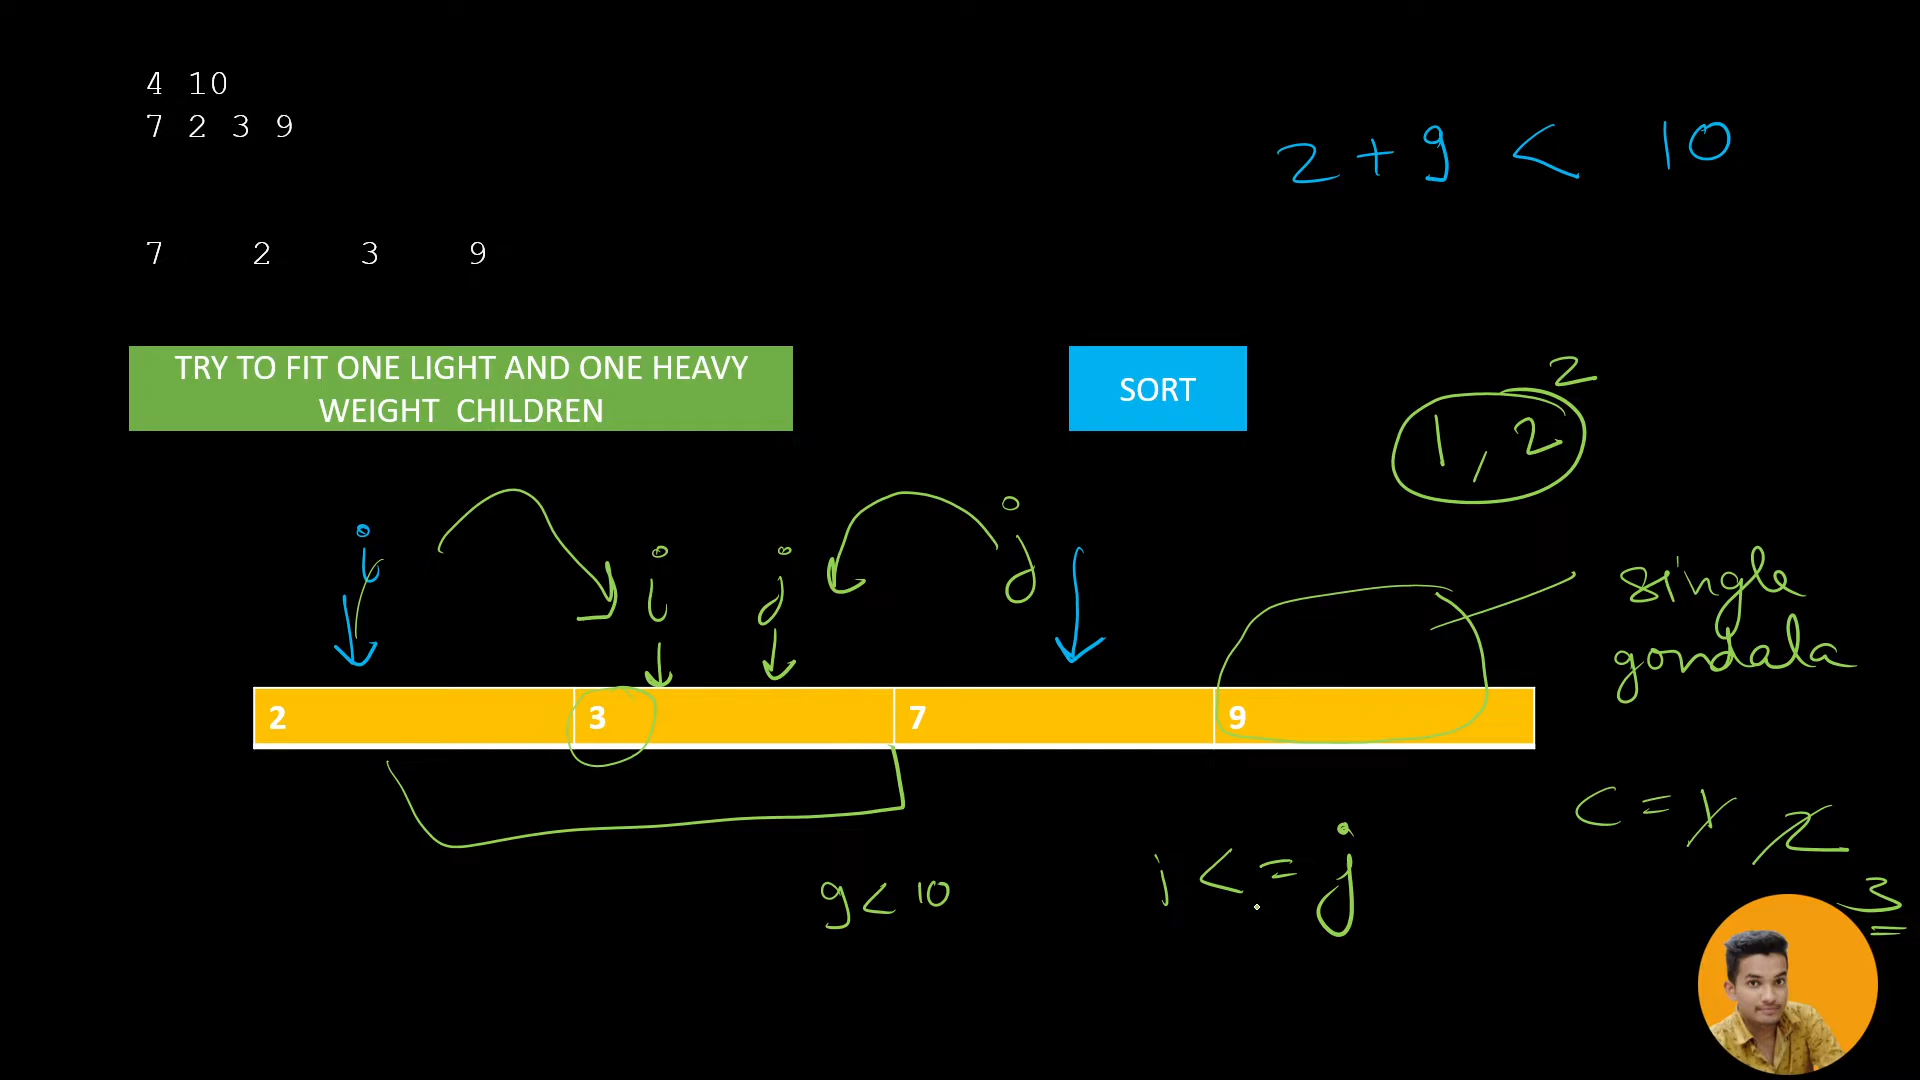 4 10
7 2 3 9
2 + 9 < 10
7 2 3 9
TRY TO FIT ONE LIGHT AND ONE HEAVY
WEIGHT CHILDREN
SORT
2
1, 2
i i j j
single
gondala
2 3 7 9
c = 1 2
3
9 < 10
i <= j